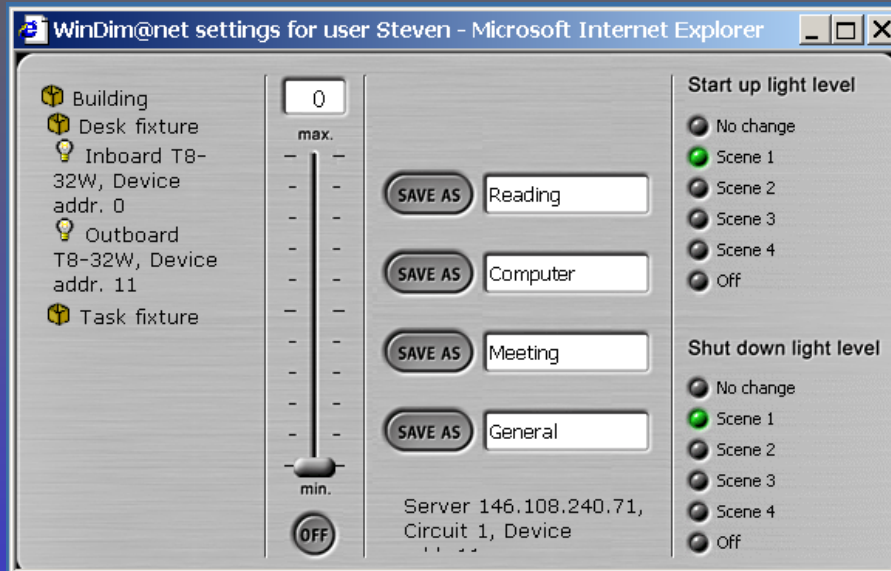 WinDim@net settings for user Steven - Microsoft Internet Explorer
Building
Desk fixture
Inboard T8-
32W, Device
addr. 0
Outboard
T8-32W, Device
addr. 11
Task fixture
0
max.
min.
OFF
SAVE AS Reading
SAVE AS Computer
SAVE AS Meeting
SAVE AS General
Server 146.108.240.71,
Circuit 1, Device
Start up light level
No change
Scene 1
Scene 2
Scene 3
Scene 4
Off
Shut down light level
No change
Scene 1
Scene 2
Scene 3
Scene 4
Off